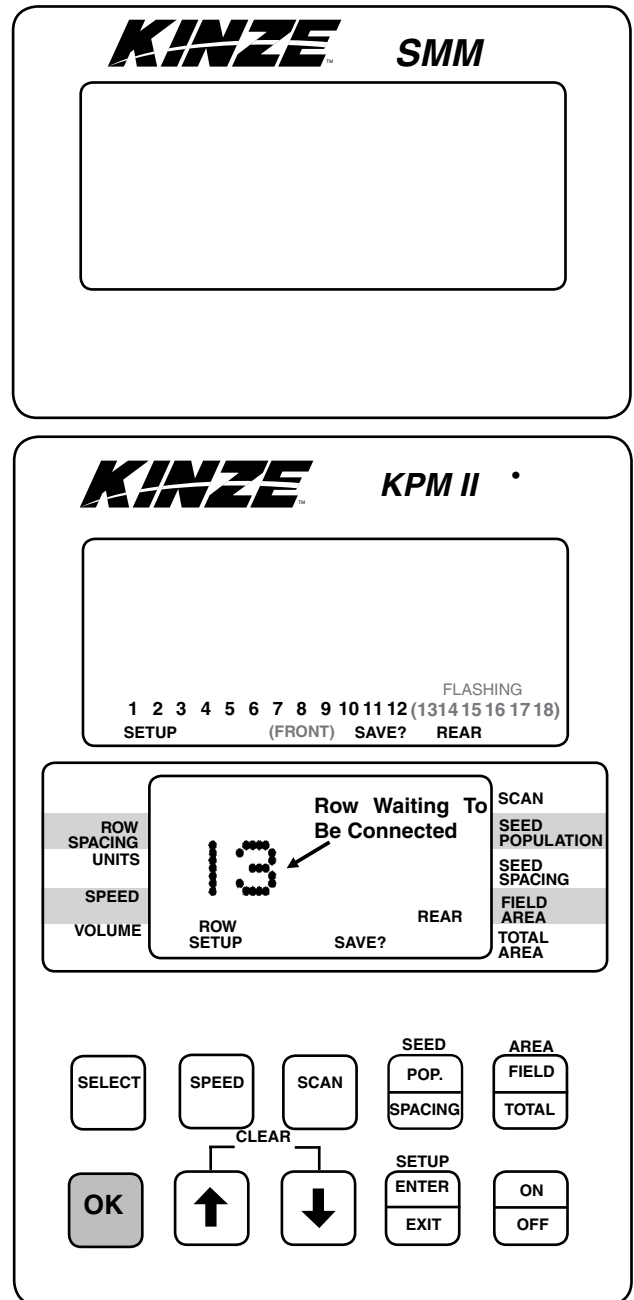 KINZE™ SMM
KINZE™ KPM II •
FLASHING
1 2 3 4 5 6 7 8 9 10 11 12 (13 14 15 16 17 18)
SETUP (FRONT) SAVE? REAR
ROW
SPACING
UNITS
SPEED
VOLUME
Row Waiting To
Be Connected
13
REAR
ROW
SETUP SAVE?
SCAN
SEED
POPULATION
SEED
SPACING
FIELD
AREA
TOTAL
AREA
SEED AREA
SELECT SPEED SCAN POP. FIELD
SPACING TOTAL
CLEAR
SETUP
OK ENTER ON
EXIT OFF